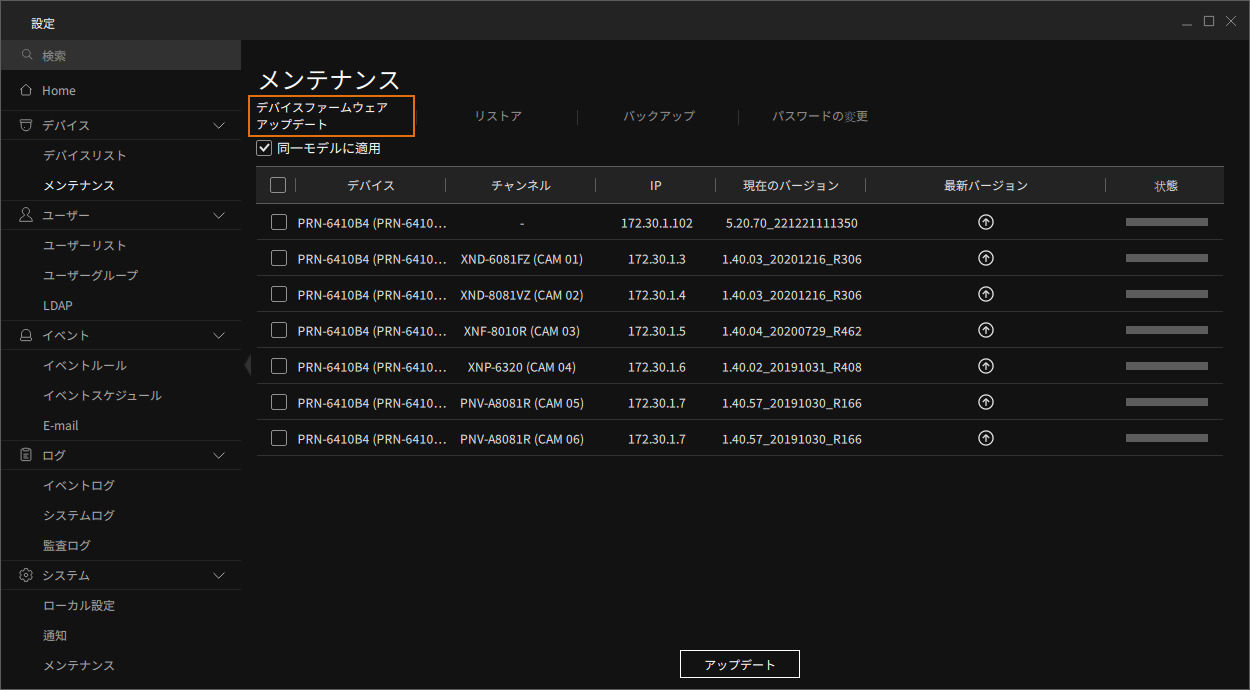 設定
検索
Home
デバイス
デバイスリスト
メンテナンス
ユーザー
ユーザーリスト
ユーザーグループ
LDAP
イベント
イベントルール
イベントスケジュール
E-mail
ログ
イベントログ
システムログ
監査ログ
システム
ローカル設定
通知
メンテナンス
メンテナンス
デバイスファームウェア
アップデート
リストア バックアップ パスワードの変更
同一モデルに適用
デバイス チャンネル IP 現在のバージョン 最新バージョン 状態
PRN-6410B4 (PRN-6410... - 172.30.1.102 5.20.70_221221111350
PRN-6410B4 (PRN-6410... XND-6081FZ (CAM 01) 172.30.1.3 1.40.03_20201216_R306
PRN-6410B4 (PRN-6410... XND-8081VZ (CAM 02) 172.30.1.4 1.40.03_20201216_R306
PRN-6410B4 (PRN-6410... XNF-8010R (CAM 03) 172.30.1.5 1.40.04_20200729_R462
PRN-6410B4 (PRN-6410... XNP-6320 (CAM 04) 172.30.1.6 1.40.02_20191031_R408
PRN-6410B4 (PRN-6410... PNV-A8081R (CAM 05) 172.30.1.7 1.40.57_20191030_R166
PRN-6410B4 (PRN-6410... PNV-A8081R (CAM 06) 172.30.1.7 1.40.57_20191030_R166
アップデート